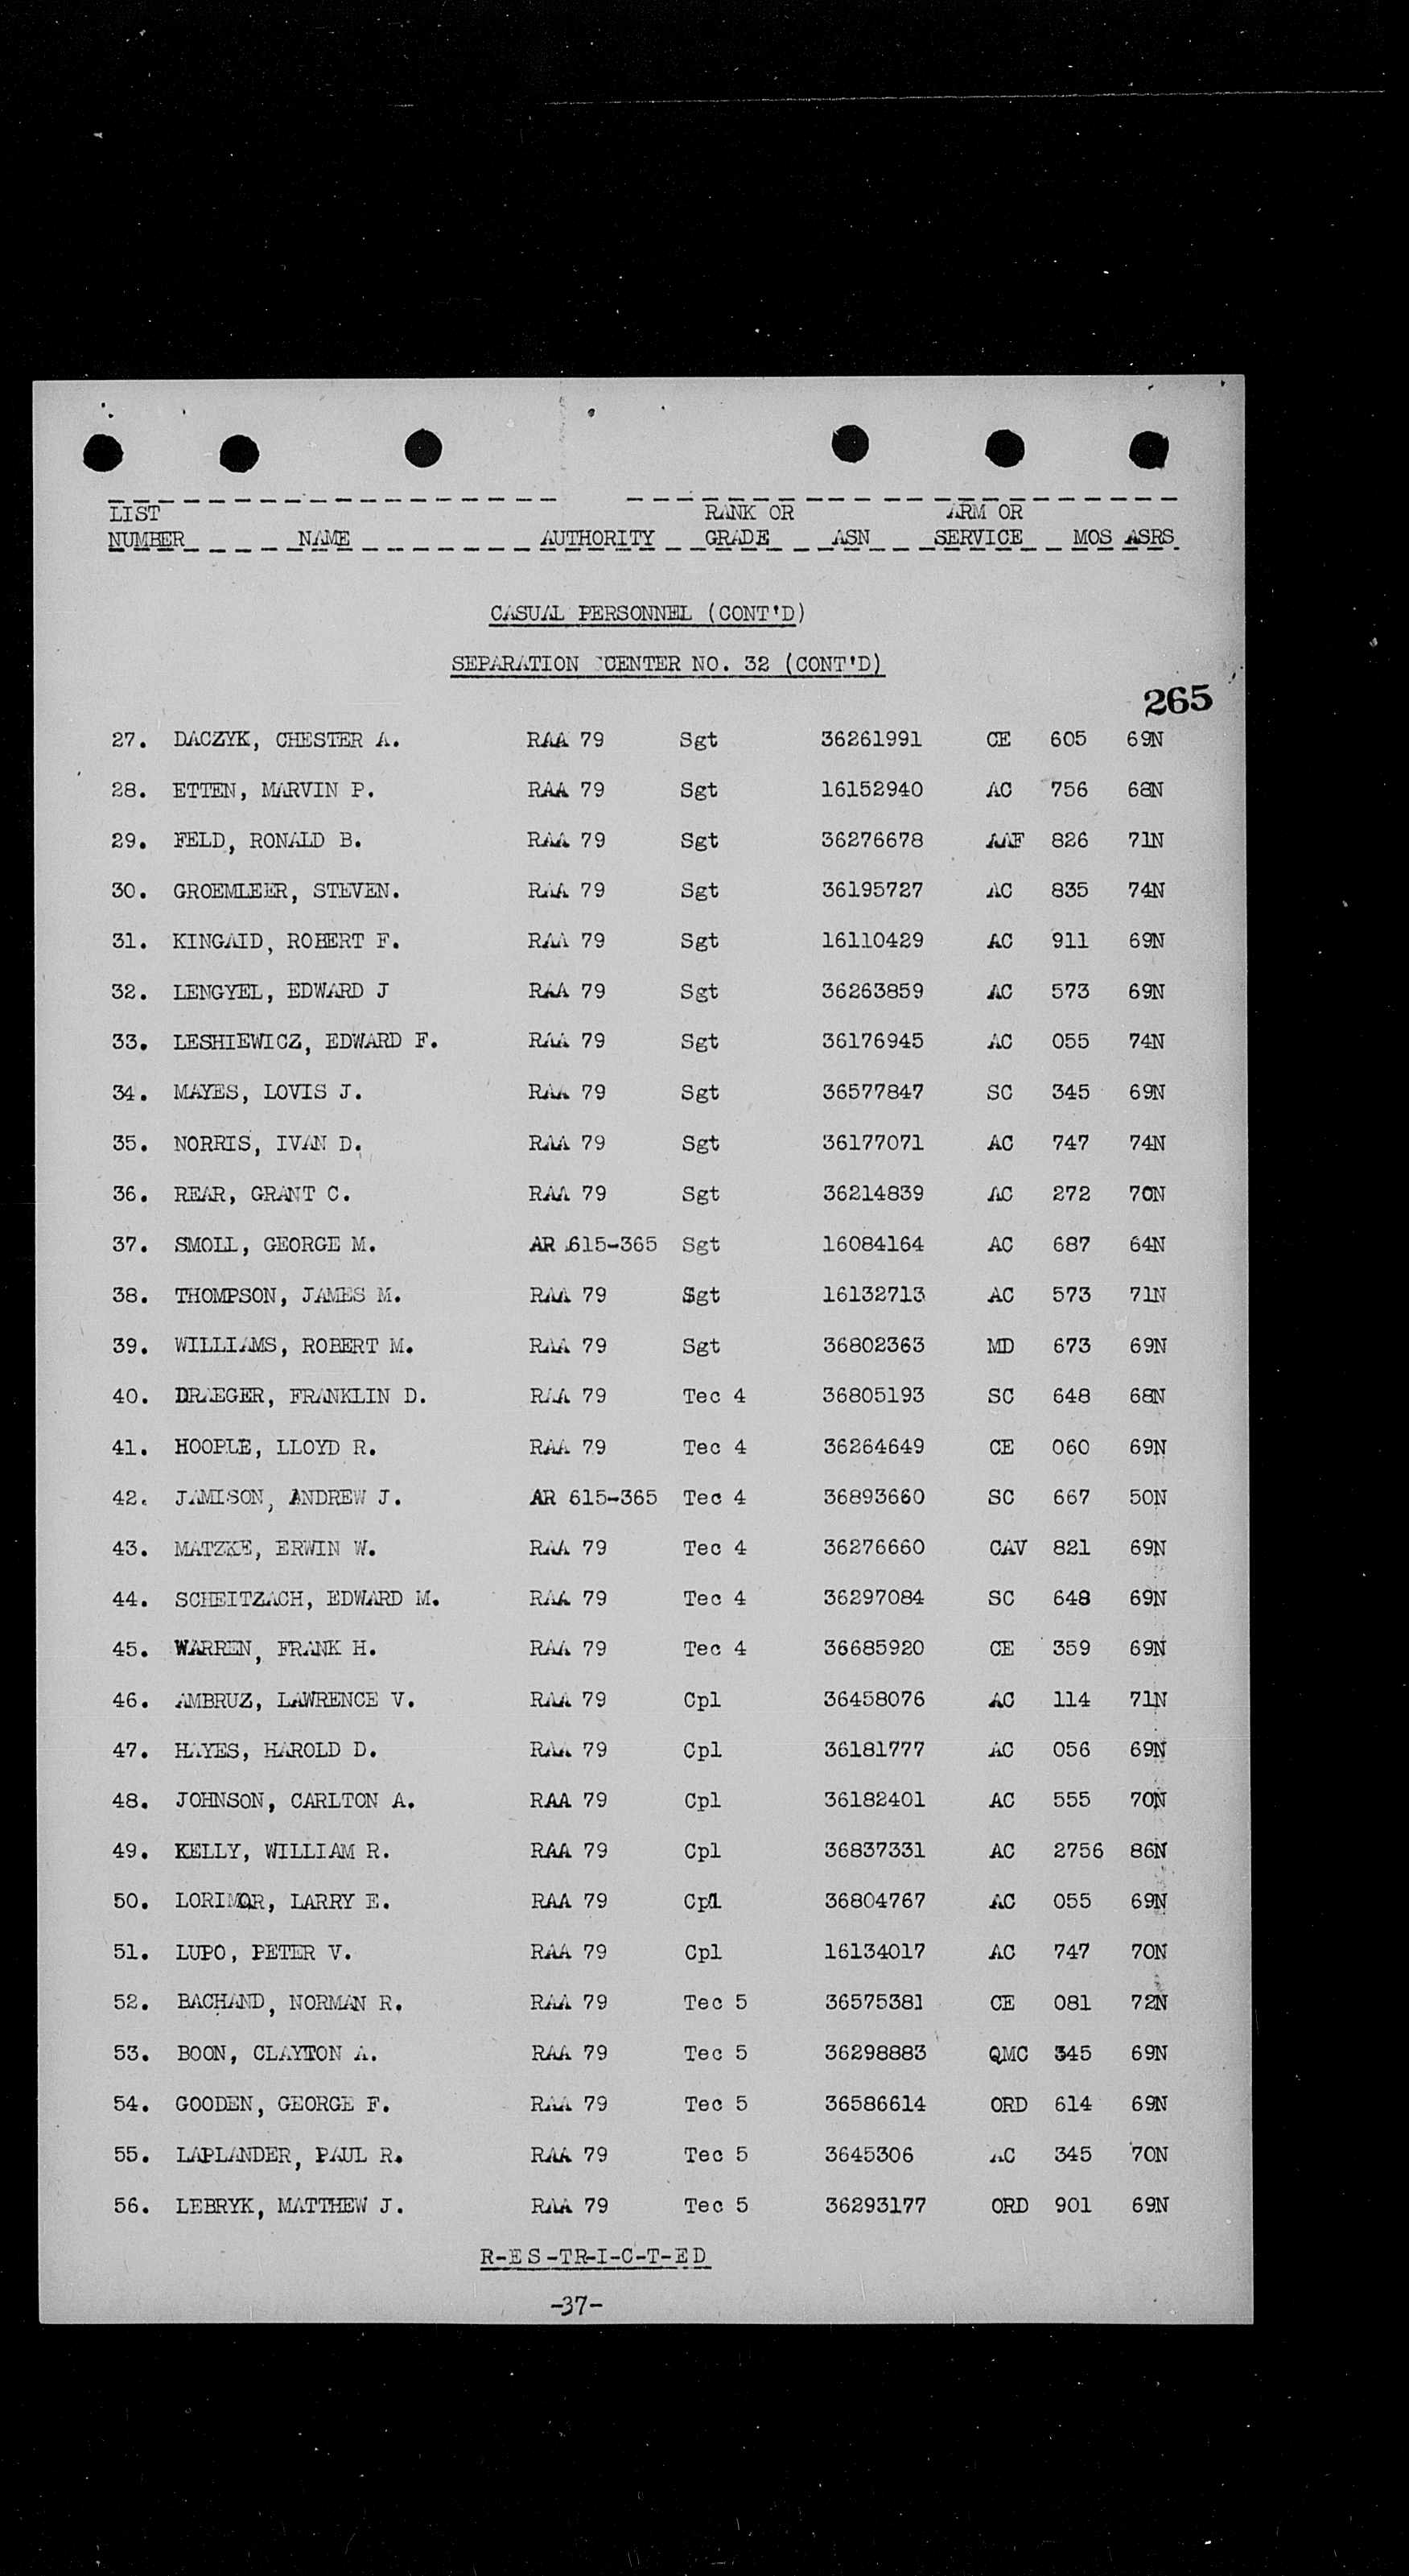 LIST RANK OR ARM OR
NUMBER NAME AUTHORITY GRADE ASN SERVICE MOS ASRS
CASUAL PERSONNEL (CONT'D)
SEPARATION CENTER NO. 32 (CONT'D)
265
27. DACZYK, CHESTER A. RAA 79 Sgt 36261991 CE 605 69N
28. ETTEN, MARVIN P. RAA 79 Sgt 16152940 AC 756 68N
29. FELD, RONALD B. RAA 79 Sgt 36276678 AAF 826 71N
30. GROEMLEER, STEVEN. RAA 79 Sgt 36195727 AC 835 74N
31. KINGAID, ROBERT F. RAA 79 Sgt 16110429 AC 911 69N
32. LENGYEL, EDWARD J RAA 79 Sgt 36263859 AC 573 69N
33. LESHIEWICZ, EDWARD F. RAA 79 Sgt 36176945 AC 055 74N
34. MAYES, LOVIS J. RAA 79 Sgt 36577847 SC 345 69N
35. NORRIS, IVAN D. RAA 79 Sgt 36177071 AC 747 74N
36. REAR, GRANT C. RAA 79 Sgt 36214839 AC 272 70N
37. SMOLL, GEORGE M. AR 615-365 Sgt 16084164 AC 687 64N
38. THOMPSON, JAMES M. RAA 79 Sgt 16132713 AC 573 71N
39. WILLIAMS, ROBERT M. RAA 79 Sgt 36802363 MD 673 69N
40. DRAEGER, FRANKLIN D. RAA 79 Tec 4 36805193 SC 648 68N
41. HOOPLE, LLOYD R. RAA 79 Tec 4 36264649 CE 060 69N
42. JAMISON, ANDREW J. AR 615-365 Tec 4 36893660 SC 667 50N
43. MATZKE, ERWIN W. RAA 79 Tec 4 36276660 CAV 821 69N
44. SCHEITZACH, EDWARD M. RAA 79 Tec 4 36297084 SC 648 69N
45. WARREN, FRANK H. RAA 79 Tec 4 36685920 CE 359 69N
46. AMBRUZ, LAWRENCE V. RAA 79 Cpl 36458076 AC 114 71N
47. HAYES, HAROLD D. RAA 79 Cpl 36181777 AC 056 69N
48. JOHNSON, CARLTON A. RAA 79 Cpl 36182401 AC 555 70N
49. KELLY, WILLIAM R. RAA 79 Cpl 36837331 AC 2756 86N
50. LORIMOR, LARRY E. RAA 79 Cpl 36804767 AC 055 69N
51. LUPO, PETER V. RAA 79 Cpl 16134017 AC 747 70N
52. BACHAND, NORMAN R. RAA 79 Tec 5 36575381 CE 081 72N
53. BOON, CLAYTON A. RAA 79 Tec 5 36298883 QMC 345 69N
54. GOODEN, GEORGE F. RAA 79 Tec 5 36586614 ORD 614 69N
55. LAPLANDER, PAUL R. RAA 79 Tec 5 3645306 AC 345 70N
56. LEBRYK, MATTHEW J. RAA 79 Tec 5 36293177 ORD 901 69N
R-ES-TR-I-C-T-ED
-37-